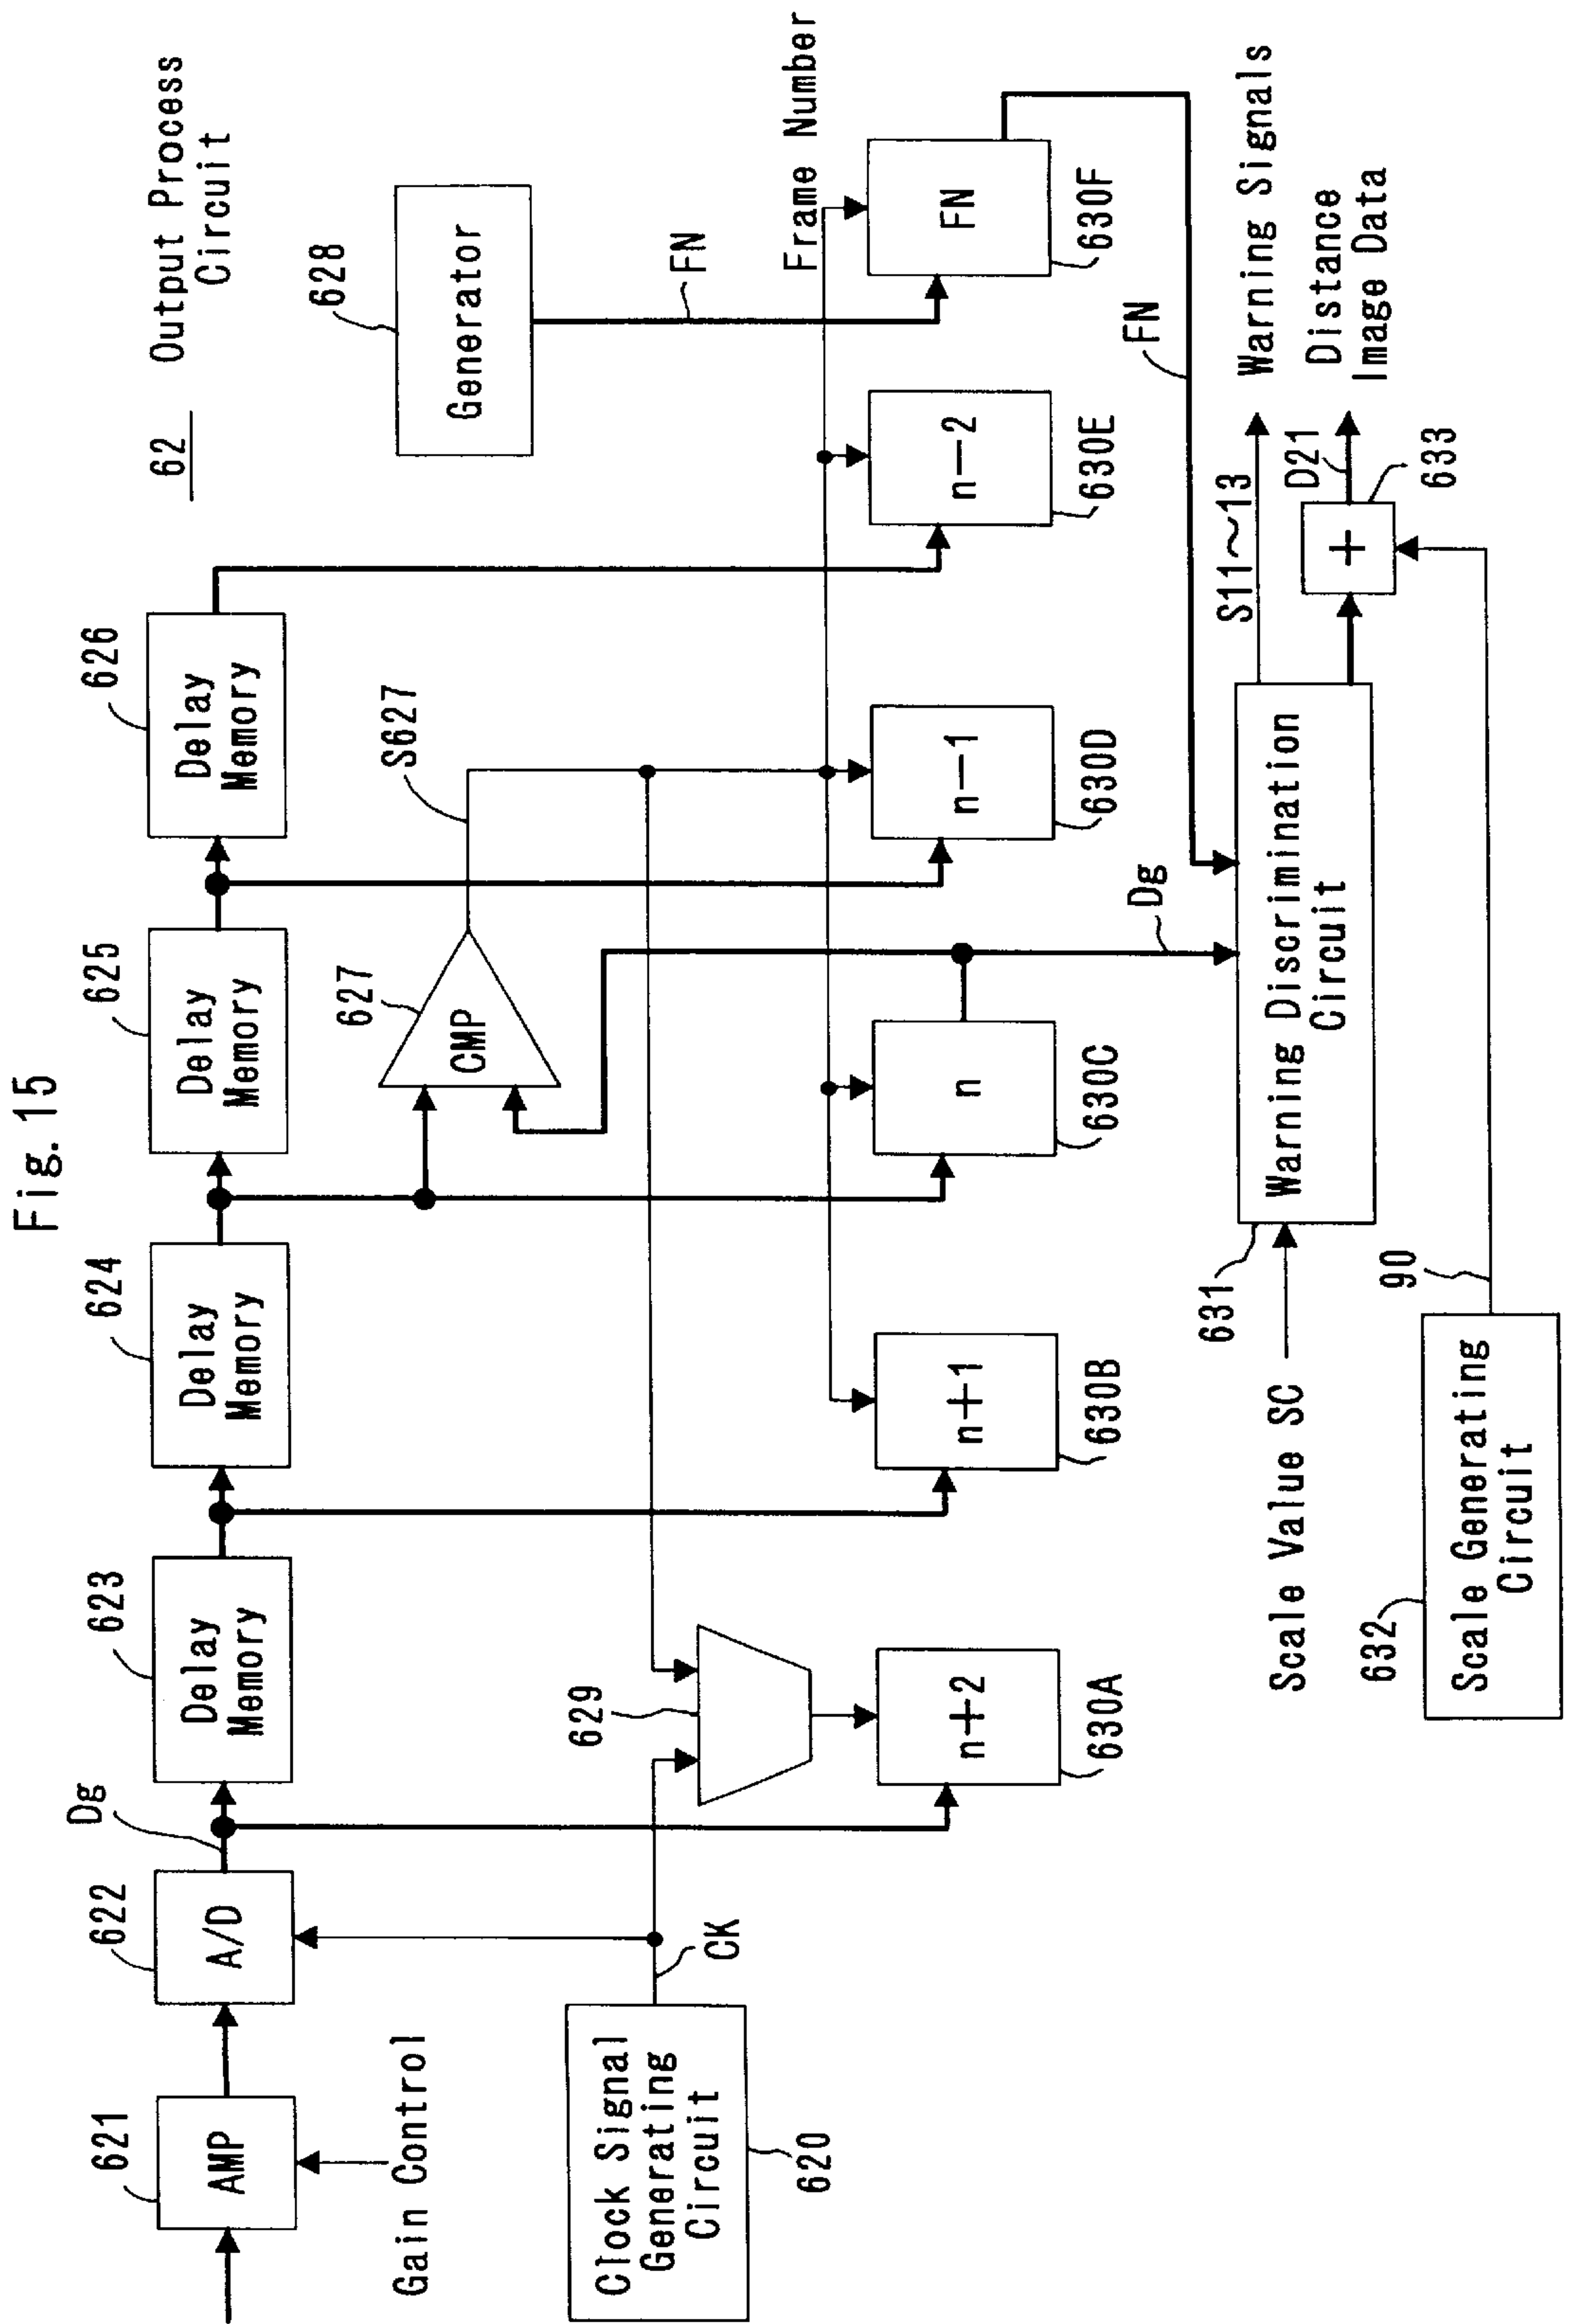 Fig. 15
62
Output Process
Circuit
621
AMP
Gain Control
622
A/D
Dg
623
Delay
Memory
624
Delay
Memory
625
Delay
Memory
626
Delay
Memory
628
Generator
FN
627
CMP
S627
Clock Signal
Generating
Circuit
620
CK
629
Frame Number
n+2
630A
n+1
630B
n
630C
n-1
630D
n-2
630E
FN
630F
Dg
FN
Scale Value SC
631
Warning Discrimination
Circuit
S11~13
Warning Signals
D21
Distance
Image Data
+
633
632
Scale Generating
Circuit
90